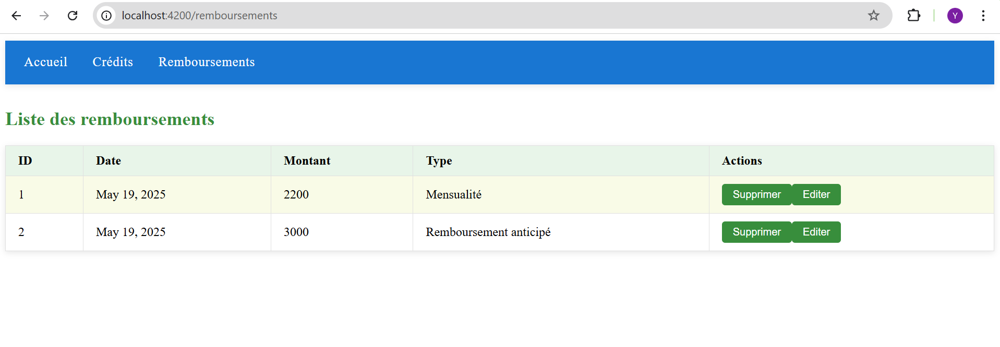 localhost:4200/remboursements
Y
Accueil Crédits Remboursements
Liste des remboursements
ID Date Montant Type Actions
1 May 19, 2025 2200 Mensualité Supprimer Editer
2 May 19, 2025 3000 Remboursement anticipé Supprimer Editer